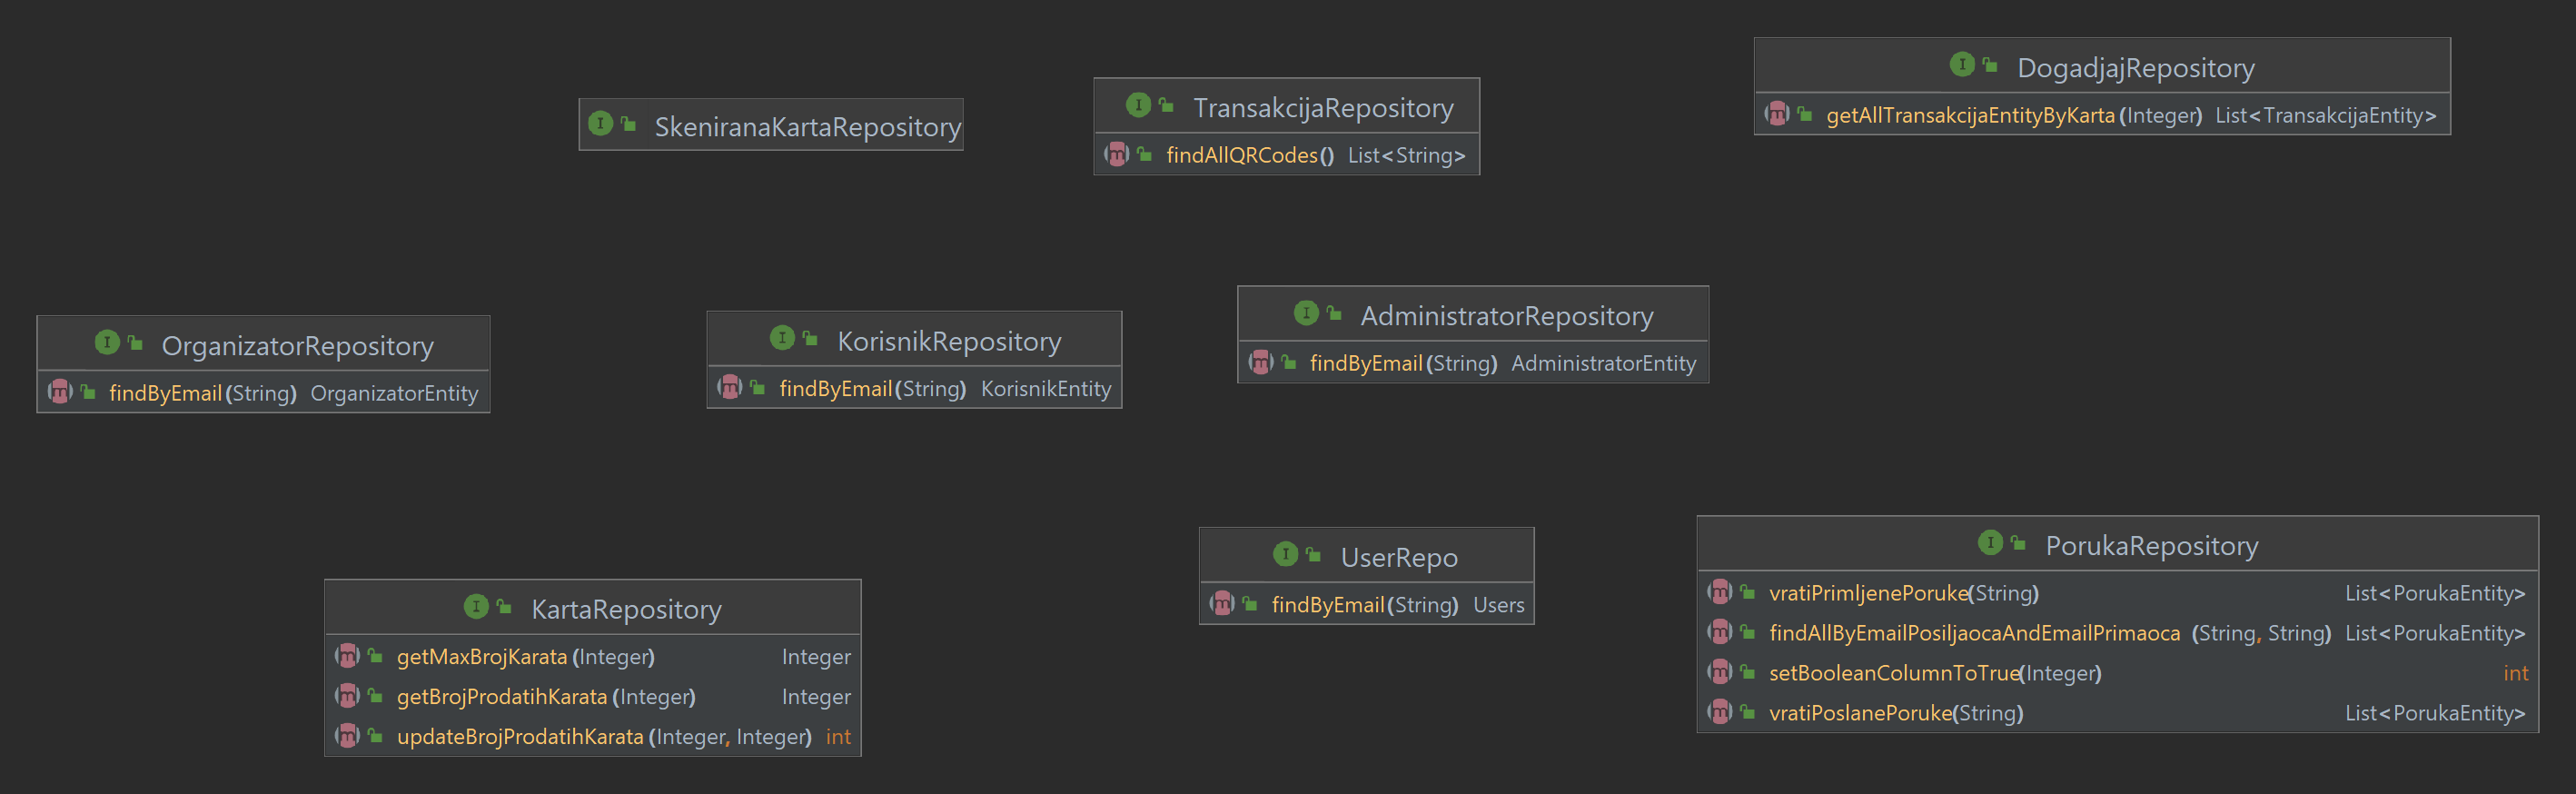 SkeniranaKartaRepository
TransakcijaRepository
findAllQRCodes() List<String>
DogadjajRepository
getAllTransakcijaEntityByKarta(Integer) List<TransakcijaEntity>
OrganizatorRepository
findByEmail(String) OrganizatorEntity
KorisnikRepository
findByEmail(String) KorisnikEntity
AdministratorRepository
findByEmail(String) AdministratorEntity
KartaRepository
getMaxBrojKarata(Integer) Integer
getBrojProdatihKarata(Integer) Integer
updateBrojProdatihKarata(Integer, Integer) int
UserRepo
findByEmail(String) Users
PorukaRepository
vratiPrimljenePoruke(String) List<PorukaEntity>
findAllByEmailPosiljaocaAndEmailPrimaoca (String, String) List<PorukaEntity>
setBooleanColumnToTrue(Integer) int
vratiPoslanePoruke(String) List<PorukaEntity>